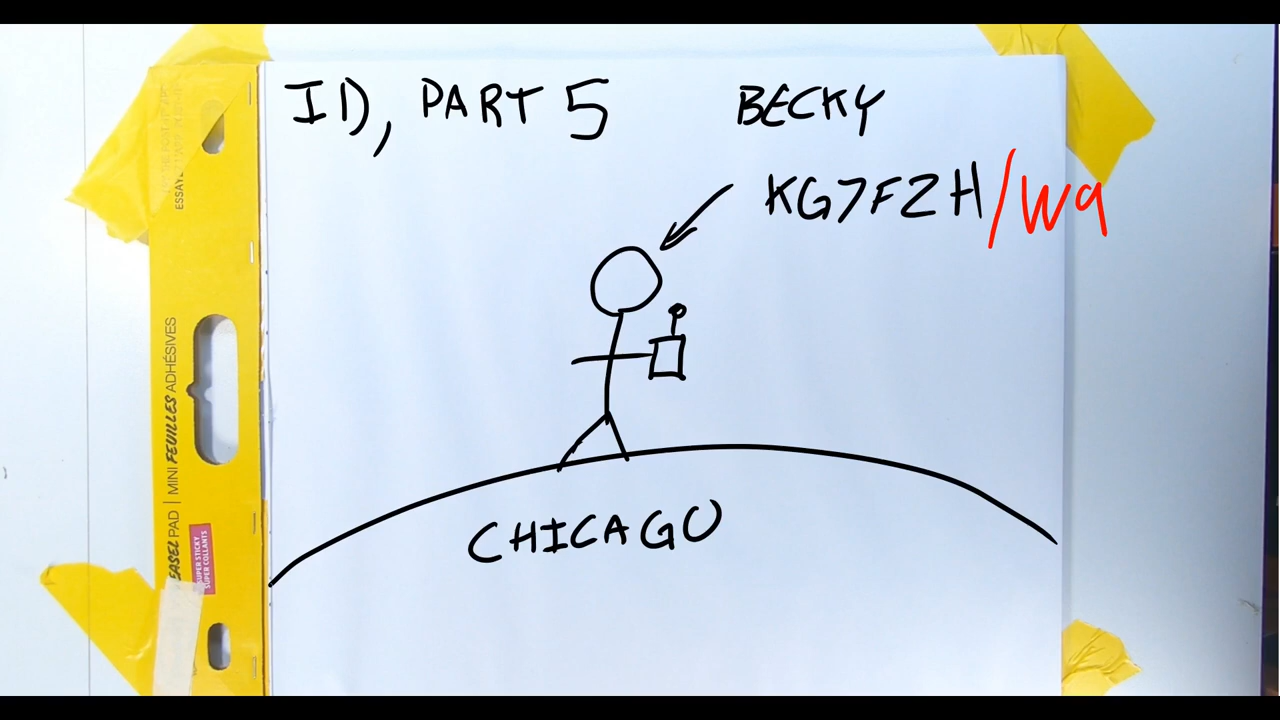 ID, PART 5
BECKY
KG7FZH/W9
CHICAGO
EASEL PAD | MINI FEUILLES ADHÉSIVES
SUPER STICKY
SUPER COLLANTS